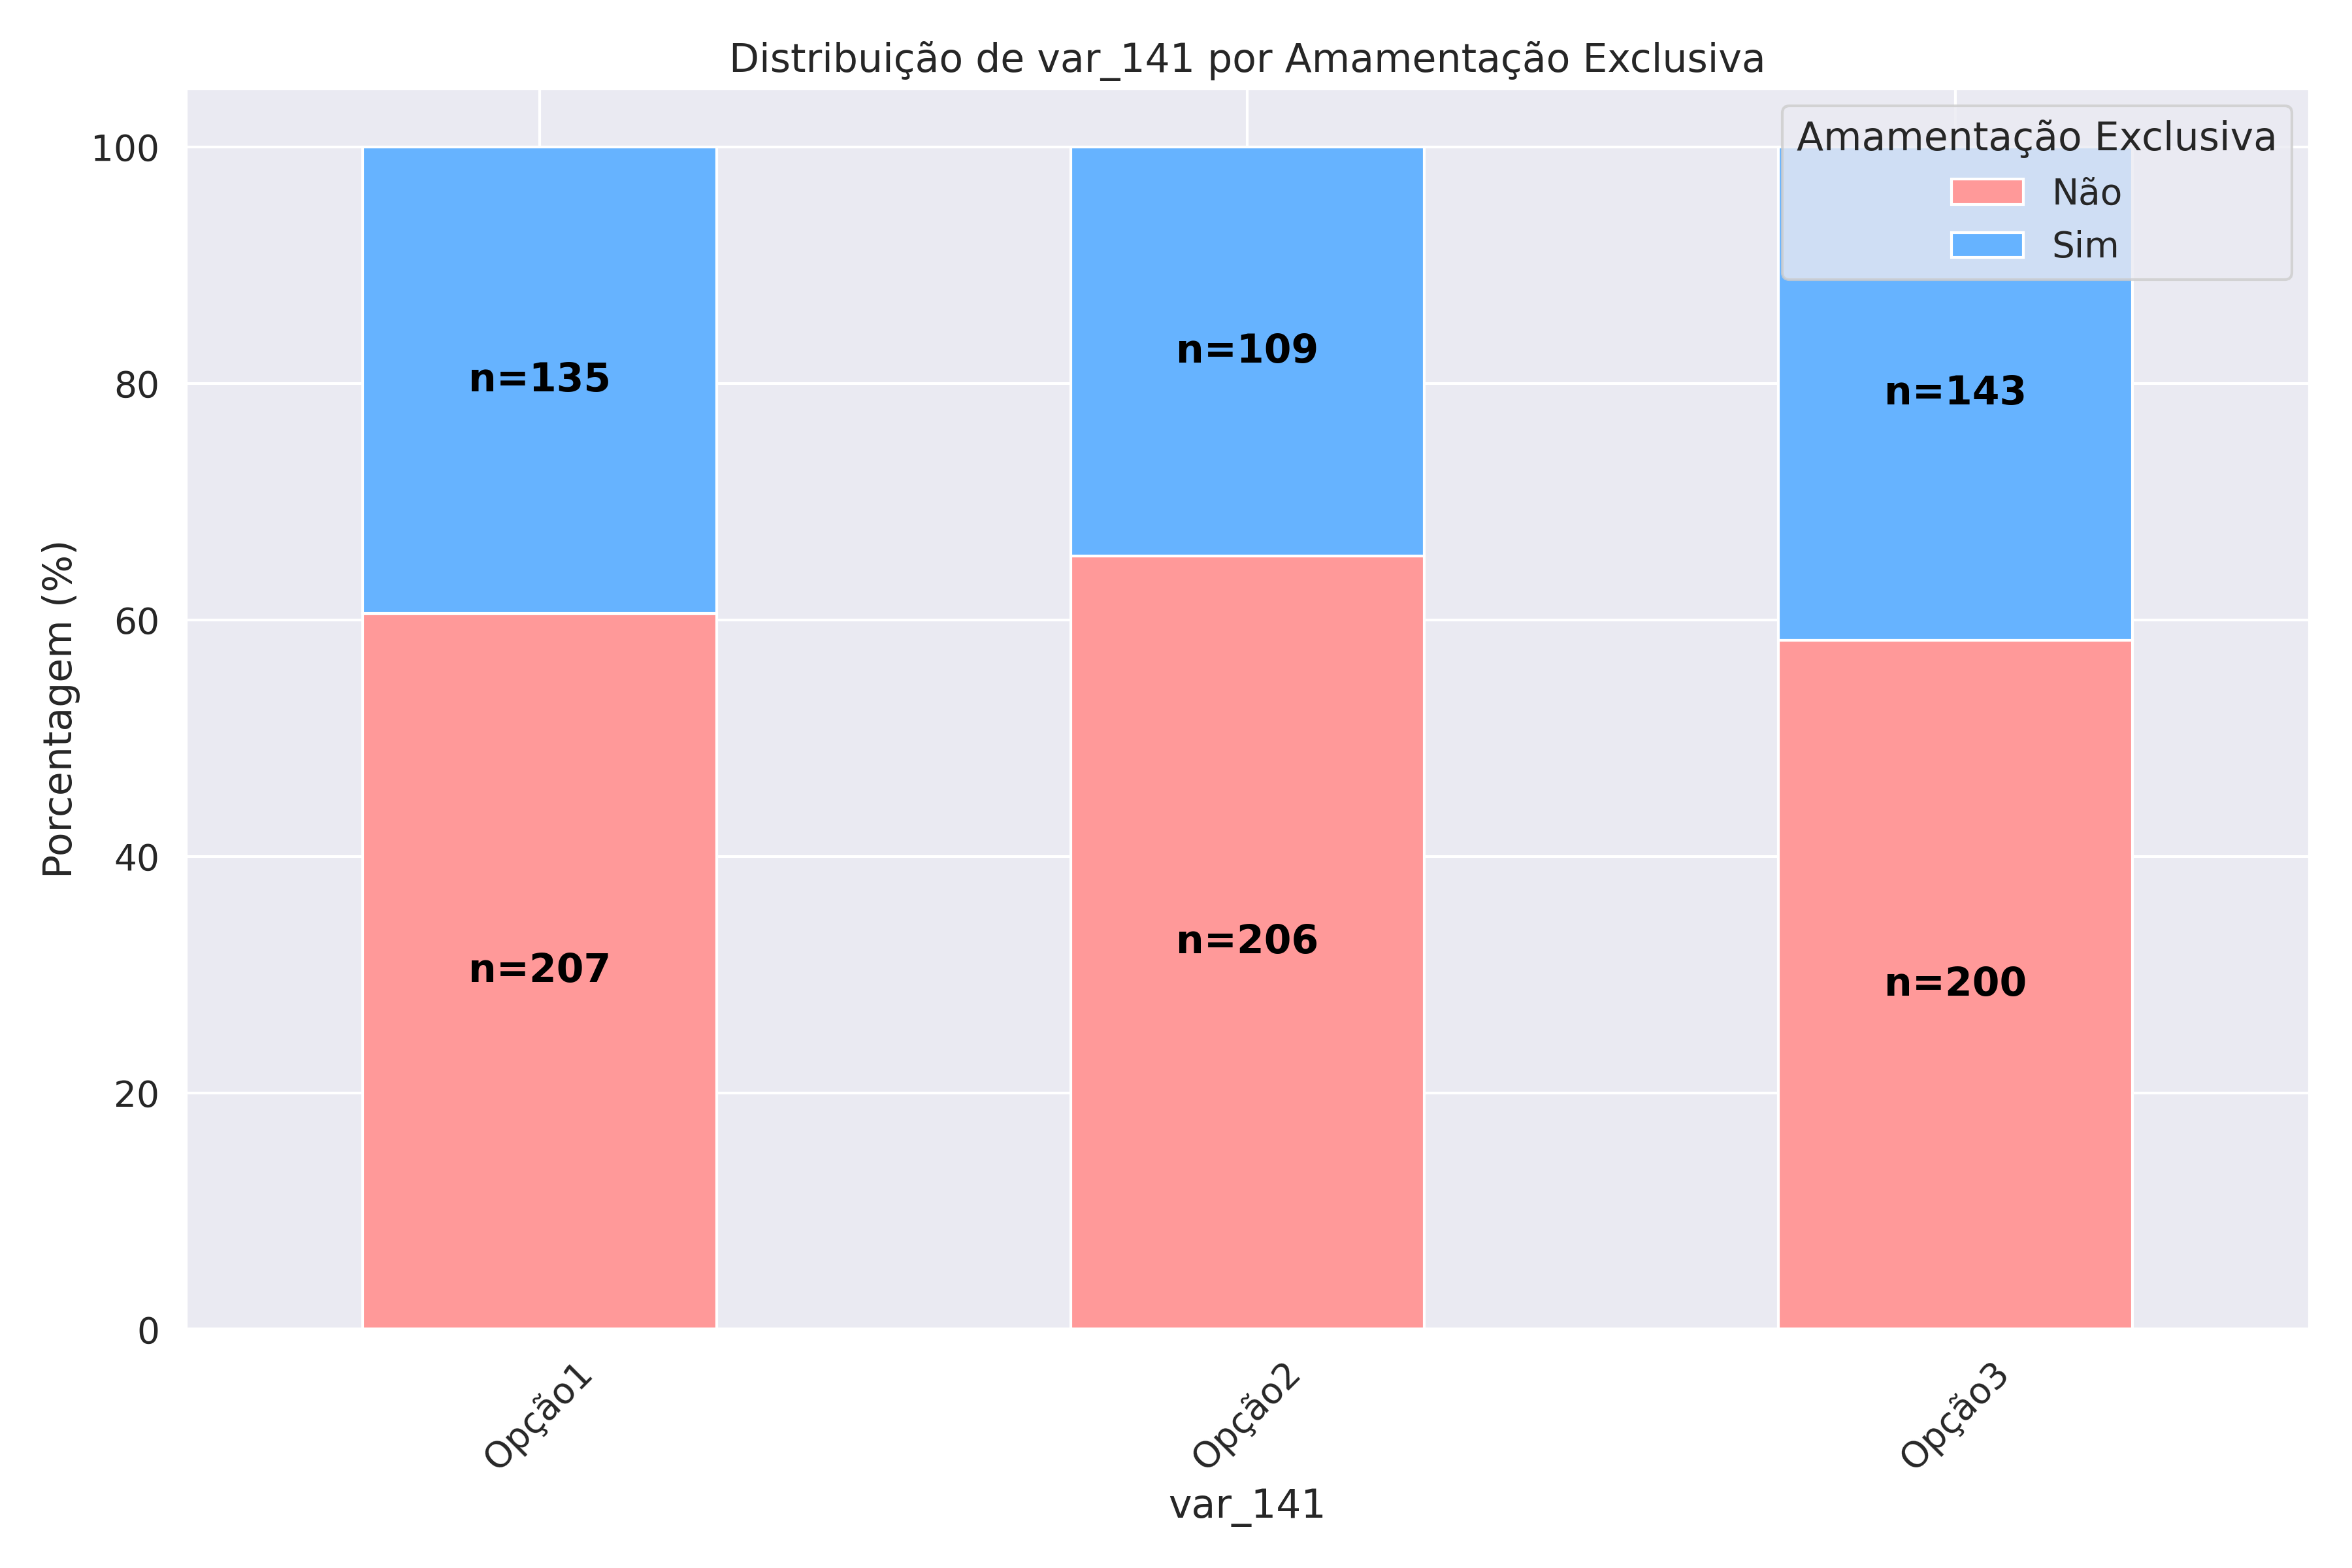 Distribuição de var_141 por Amamentação Exclusiva
Amamentação Exclusiva
Não
Sim
Porcentagem (%)
100
80
60
40
20
0
n=135
n=109
n=143
n=207
n=206
n=200
Opção1
Opção2
Opção3
var_141